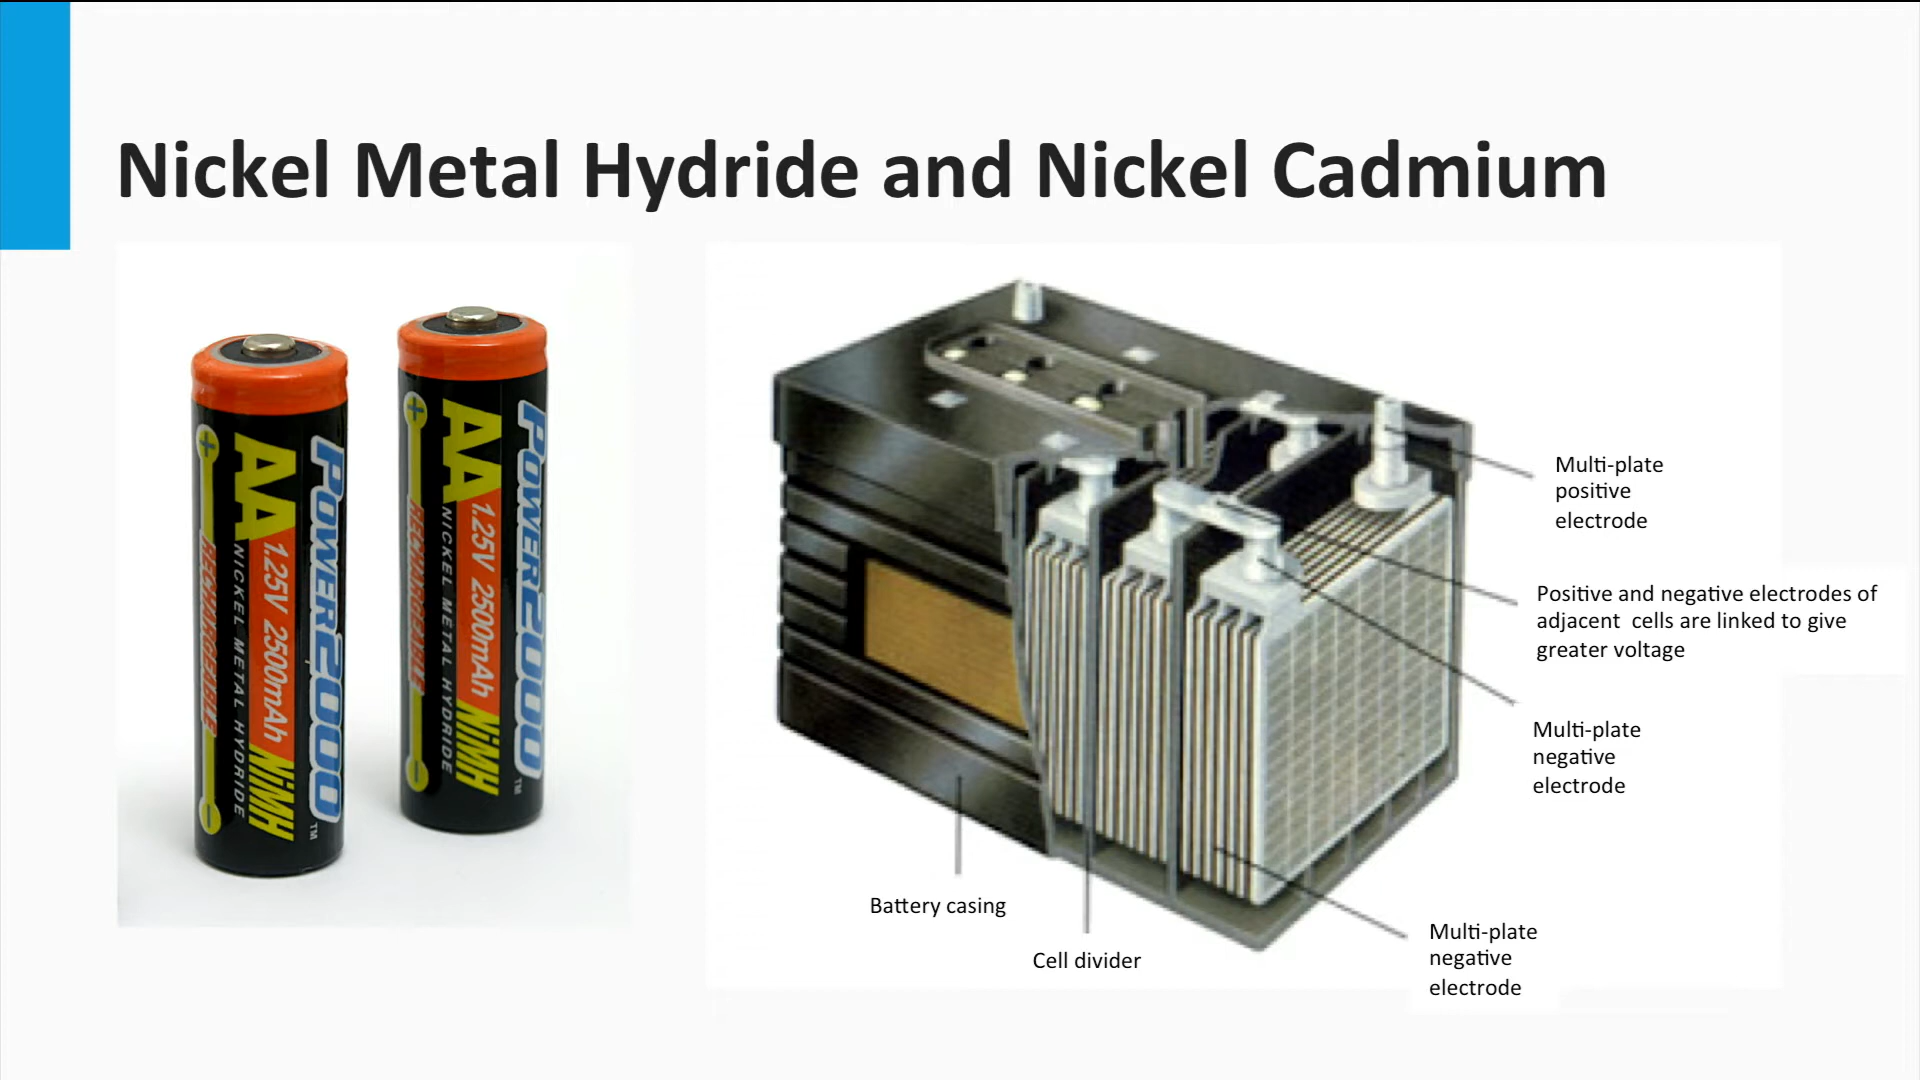 Nickel Metal Hydride and Nickel Cadmium
POWER2000 TM
AA 1.25V 2500mAh NiMH
NICKEL METAL HYDRIDE
+ RECHARGEABLE −
POWER2000 TM
AA 1.25V 2500mAh NiMH
NICKEL METAL HYDRIDE
+ RECHARGEABLE −
Multi-plate
positive
electrode
Positive and negative electrodes of
adjacent cells are linked to give
greater voltage
Multi-plate
negative
electrode
Battery casing
Cell divider
Multi-plate
negative
electrode